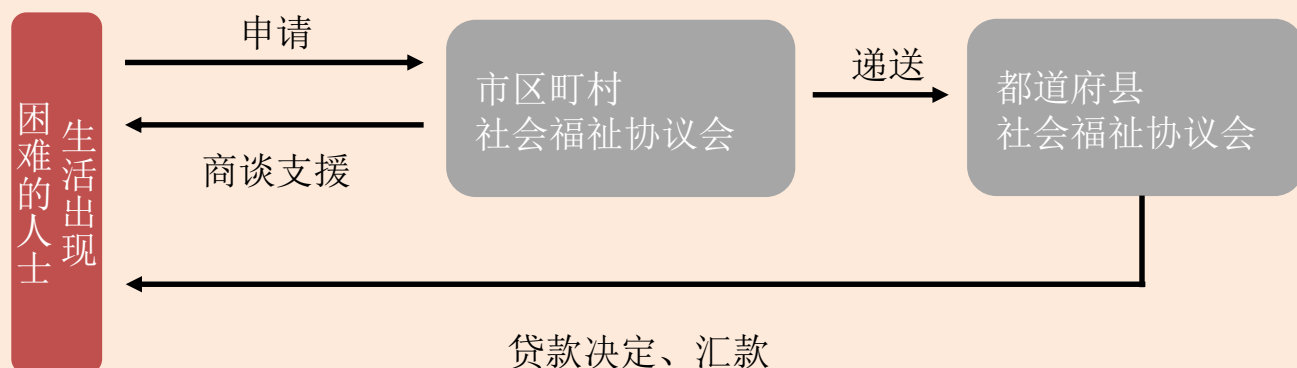 生活出现
困难的人士
申请
商谈支援
市区町村
社会福祉协议会
递送
都道府县
社会福祉协议会
贷款决定、汇款